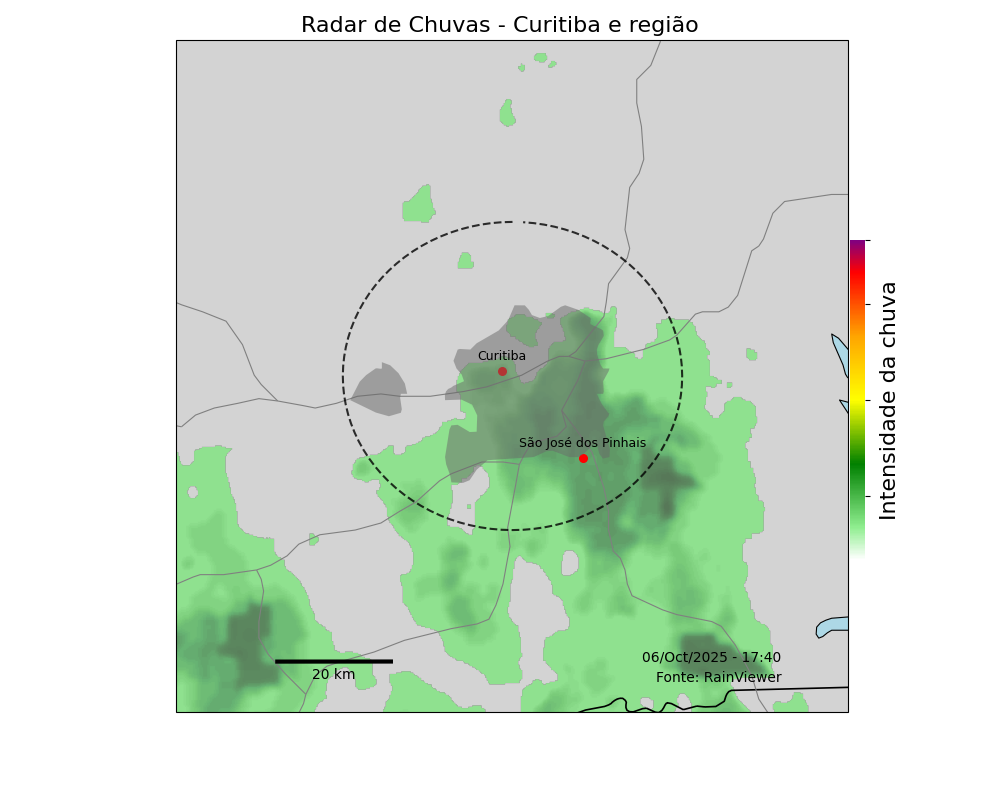 Radar de Chuvas - Curitiba e região
Curitiba
São José dos Pinhais
Intensidade da chuva
06/Oct/2025 - 17:40
20 km
Fonte: RainViewer